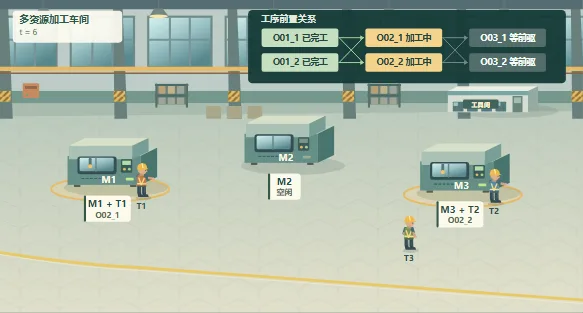 多资源加工车间
t = 6
工序前置关系
O01_1 已完工
O02_1 加工中
O03_1 等前驱
O01_2 已完工
O02_2 加工中
O03_2 等前驱
工具间
M1
M2
M3
M1 + T1
O02_1
T1
M2
空闲
M3 + T2
O02_2
T2
T3